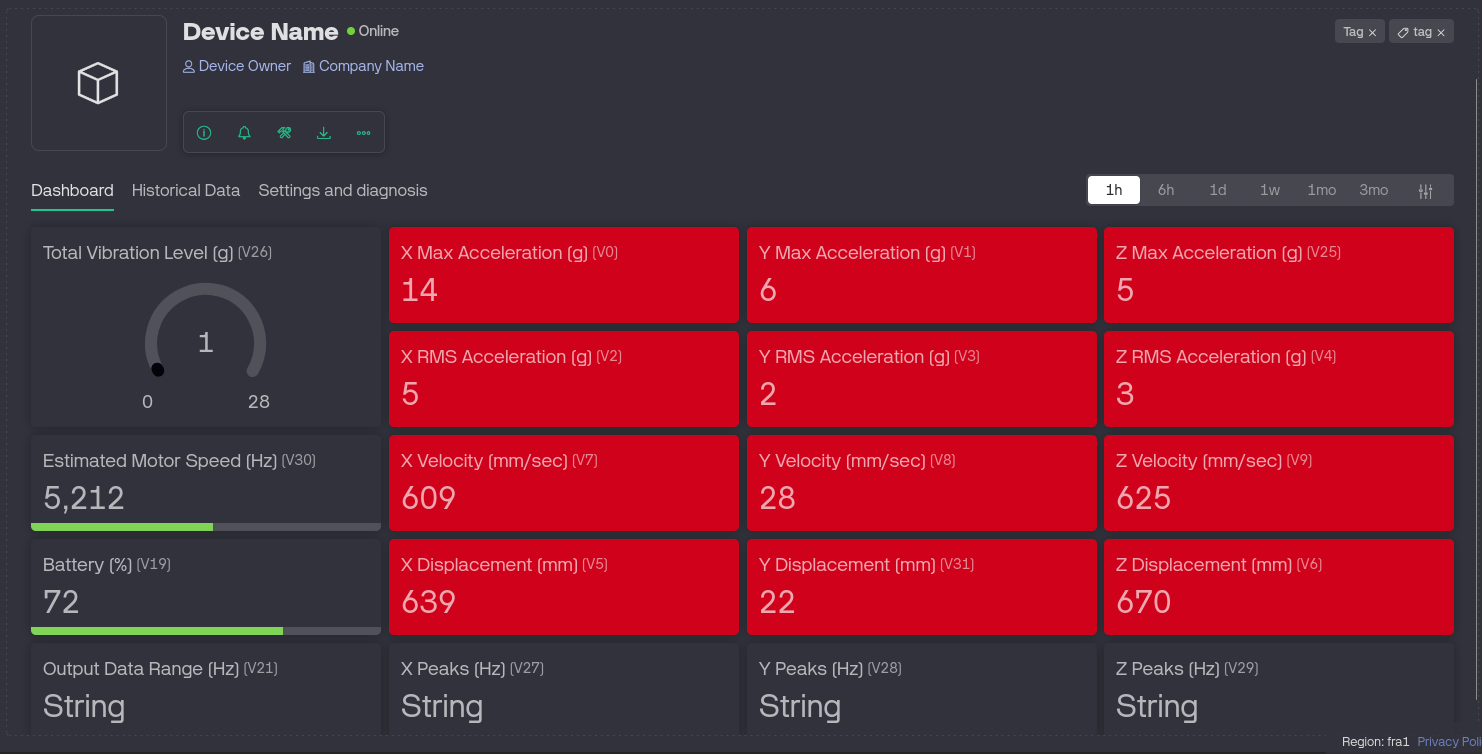 Device Name Online
Tag × tag ×
Device Owner Company Name
Dashboard Historical Data Settings and diagnosis
1h 6h 1d 1w 1mo 3mo
Total Vibration Level (g) (V26)
1
0 28
X Max Acceleration (g) (V0)
14
Y Max Acceleration (g) (V1)
6
Z Max Acceleration (g) (V25)
5
X RMS Acceleration (g) (V2)
5
Y RMS Acceleration (g) (V3)
2
Z RMS Acceleration (g) (V4)
3
Estimated Motor Speed (Hz) (V30)
5,212
X Velocity (mm/sec) (V7)
609
Y Velocity (mm/sec) (V8)
28
Z Velocity (mm/sec) (V9)
625
Battery (%) (V19)
72
X Displacement (mm) (V5)
639
Y Displacement (mm) (V31)
22
Z Displacement (mm) (V6)
670
Output Data Range (Hz) (V21)
String
X Peaks (Hz) (V27)
String
Y Peaks (Hz) (V28)
String
Z Peaks (Hz) (V29)
String
Region: fra1 Privacy Poli